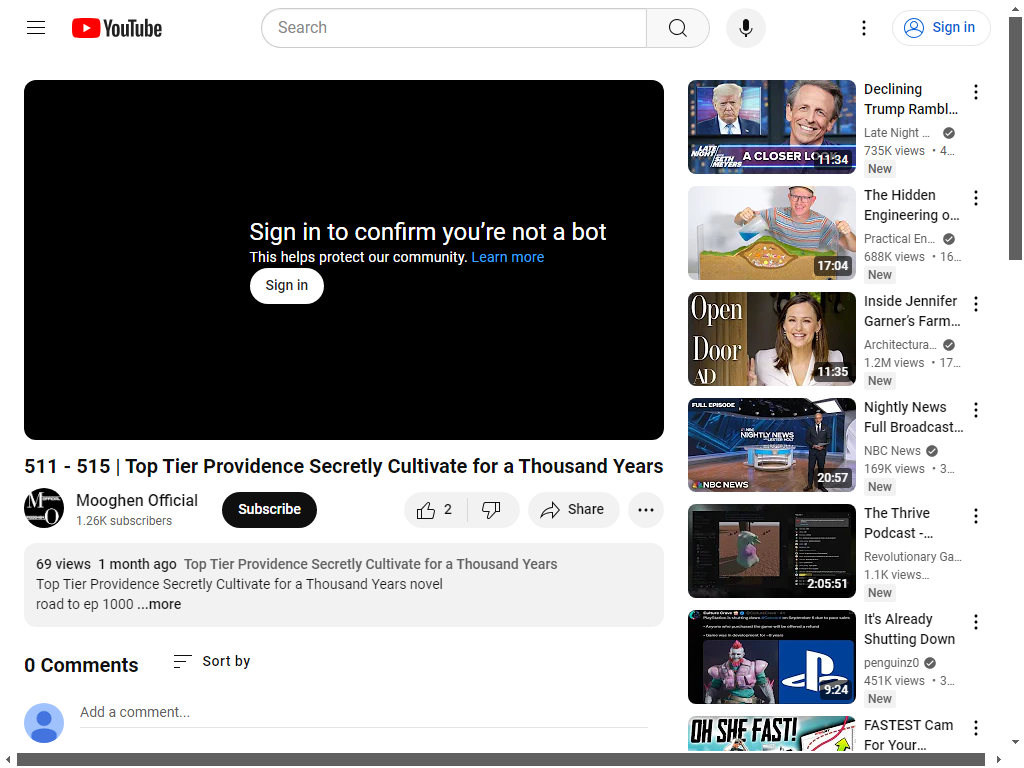 YouTube
Search
Sign in
Sign in to confirm you’re not a bot
This helps protect our community. Learn more
Sign in
511 - 515 | Top Tier Providence Secretly Cultivate for a Thousand Years
Mooghen Official
1.26K subscribers
Subscribe
2
Share
69 views 1 month ago Top Tier Providence Secretly Cultivate for a Thousand Years
Top Tier Providence Secretly Cultivate for a Thousand Years novel
road to ep 1000 ...more
0 Comments
Sort by
Add a comment...
LATE NIGHT WITH SETH MEYERS
A CLOSER LO
11:34
Declining
Trump Rambl...
Late Night ...
735K views • 4...
New
17:04
The Hidden
Engineering o...
Practical En...
688K views • 16...
New
Open
Door
AD
11:35
Inside Jennifer
Garner's Farm...
Architectura...
1.2M views • 17...
New
FULL EPISODE
NBC
NIGHTLY NEWS
NBC NEWS
20:57
Nightly News
Full Broadcast...
NBC News
169K views • 3...
New
2:05:51
The Thrive
Podcast -...
Revolutionary Ga...
1.1K views...
New
Culture Crave
9:24
It's Already
Shutting Down
penguinz0
451K views • 3...
New
OH SHE FAST!
FASTEST Cam
For Your...